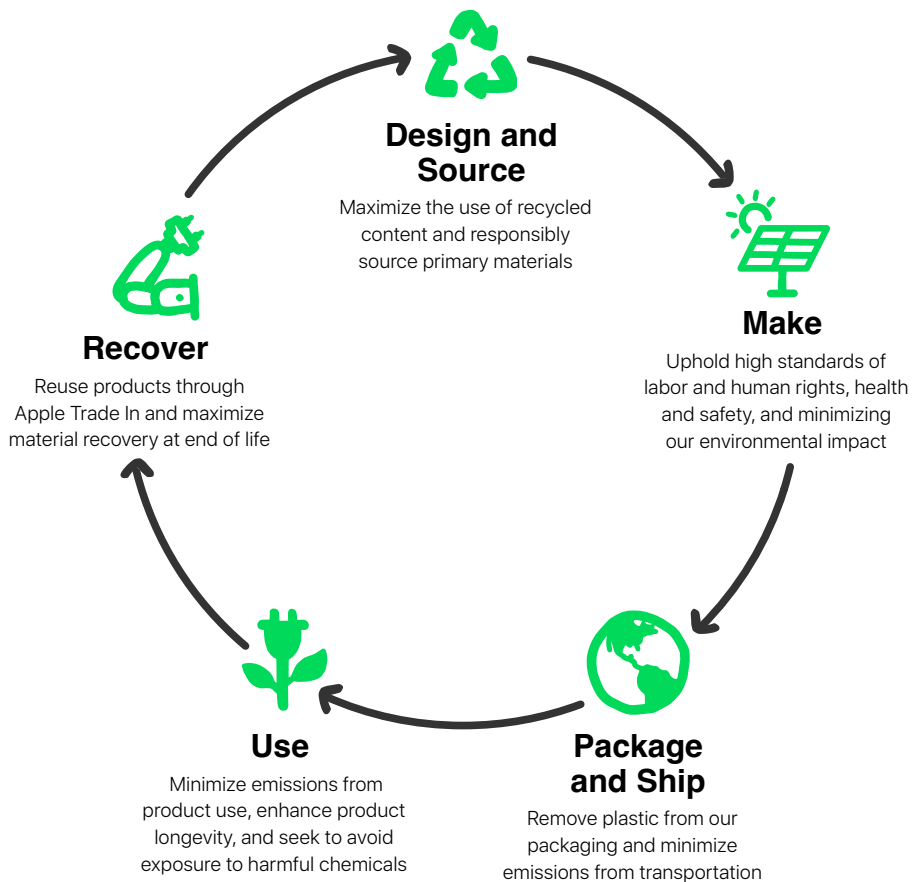 Design and
Source
Maximize the use of recycled
content and responsibly
source primary materials
Make
Uphold high standards of
labor and human rights, health
and safety, and minimizing
our environmental impact
Package
and Ship
Remove plastic from our
packaging and minimize
emissions from transportation
Use
Minimize emissions from
product use, enhance product
longevity, and seek to avoid
exposure to harmful chemicals
Recover
Reuse products through
Apple Trade In and maximize
material recovery at end of life